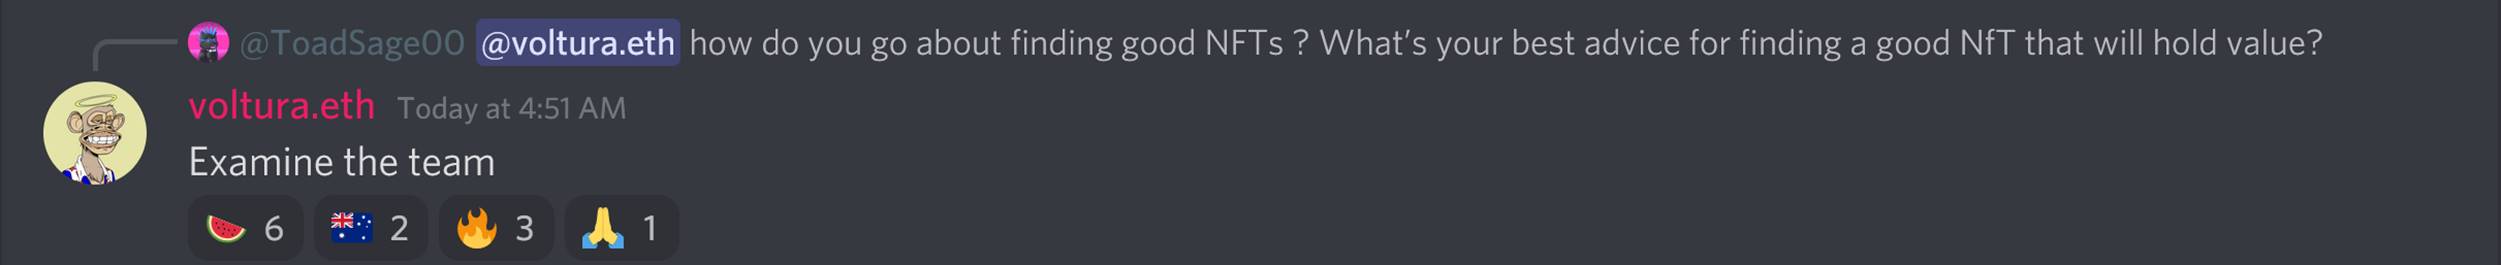 @ToadSage00 @voltura.eth how do you go about finding good NFTs ? What's your best advice for finding a good NfT that will hold value?
voltura.eth Today at 4:51 AM
Examine the team
6 2 3 1